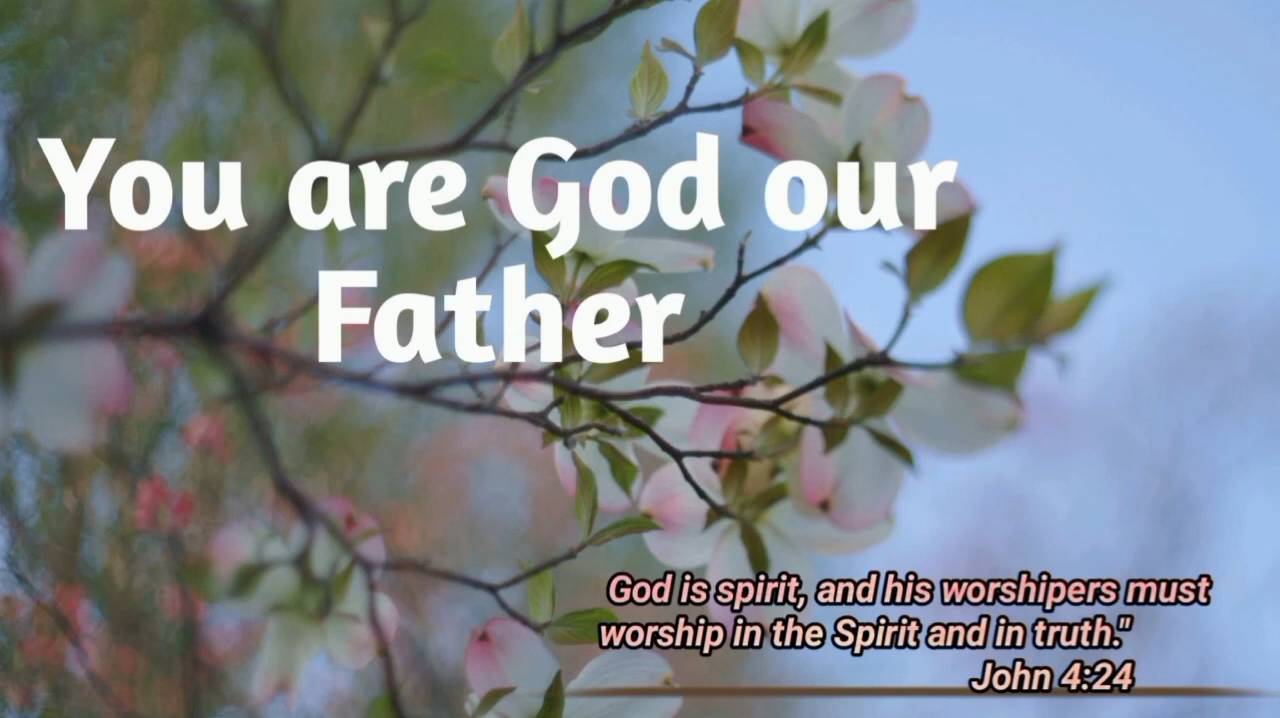 You are God our
Father
God is spirit, and his worshipers must
worship in the Spirit and in truth."
John 4:24